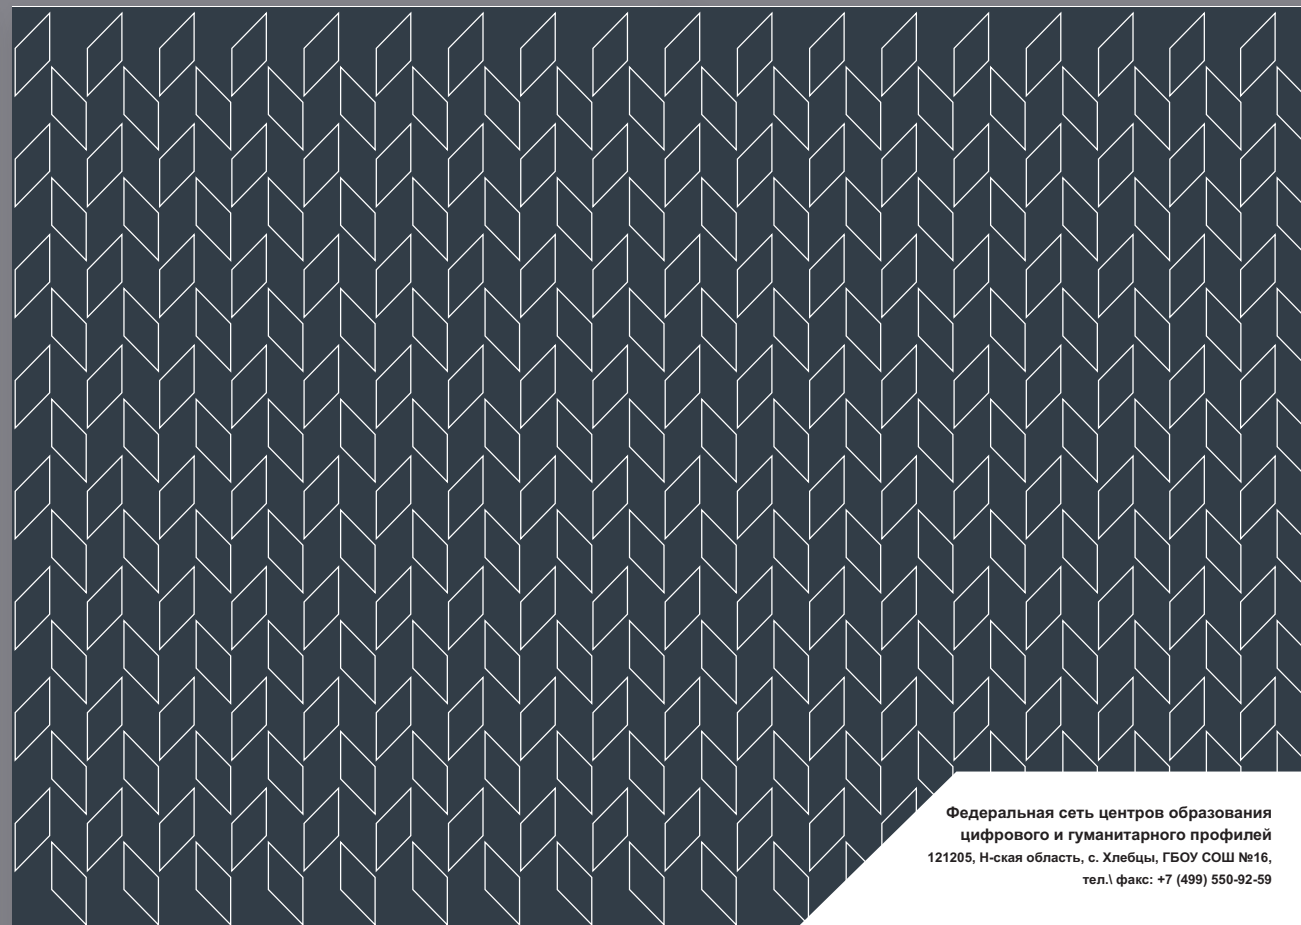 Федеральная сеть центров образования
цифрового и гуманитарного профилей
121205, Н-ская область, с. Хлебцы, ГБОУ СОШ №16,
тел.\ факс: +7 (499) 550-92-59